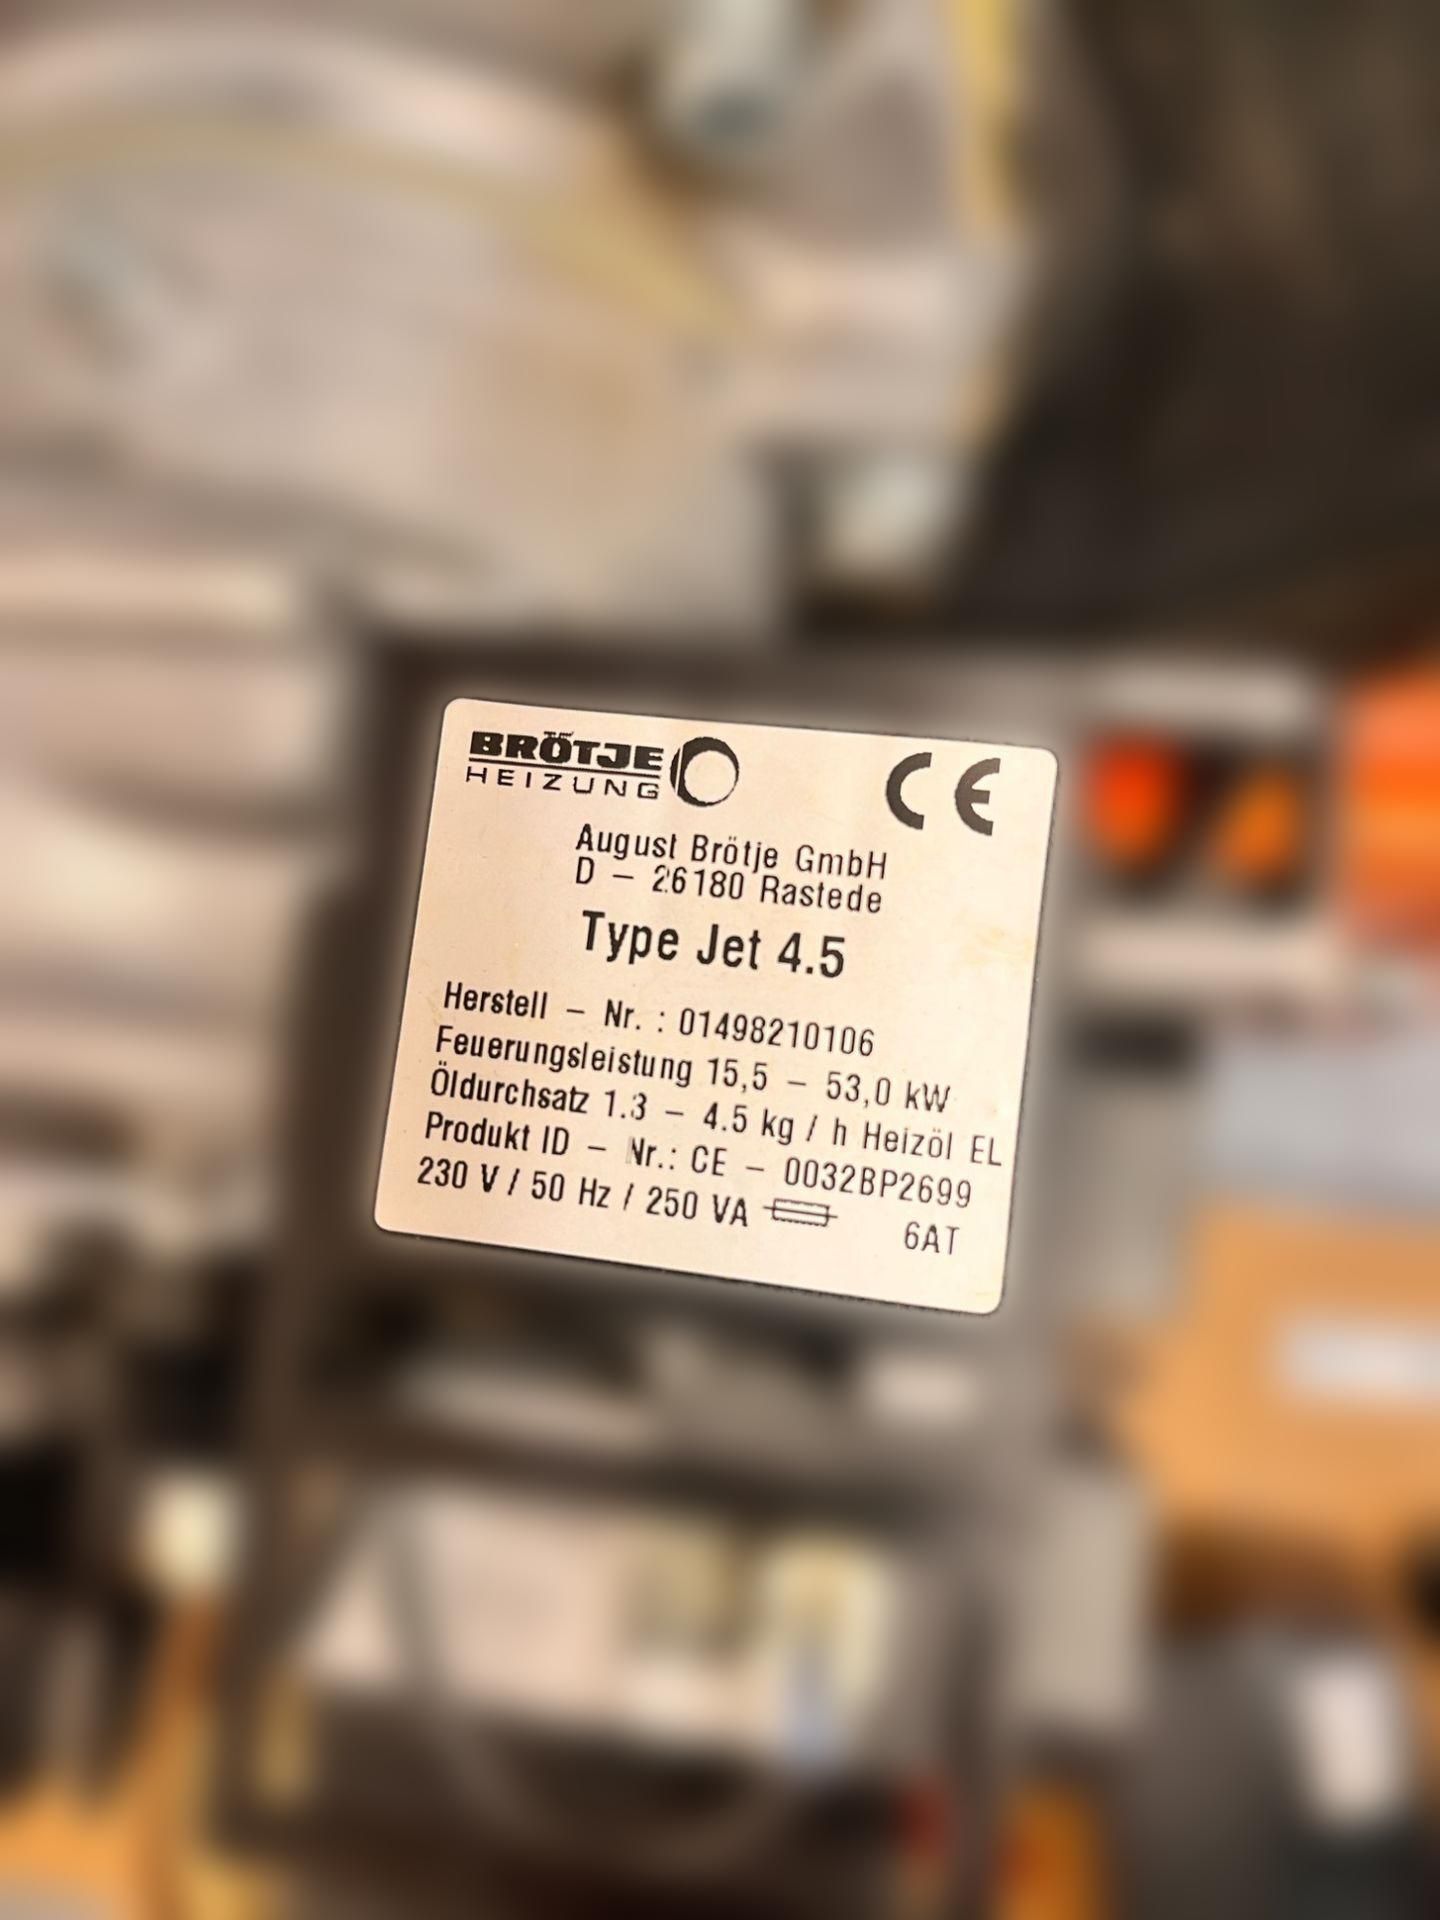 BRÖTJE
HEIZUNG
CE
August Brötje GmbH
D – 26180 Rastede
Type Jet 4.5
Herstell – Nr. : 01498210106
Feuerungsleistung 15,5 – 53,0 kW
Öldurchsatz 1.3 – 4.5 kg / h Heizöl EL
Produkt ID – Nr.: CE – 0032BP2699
230 V / 50 Hz / 250 VA 6AT